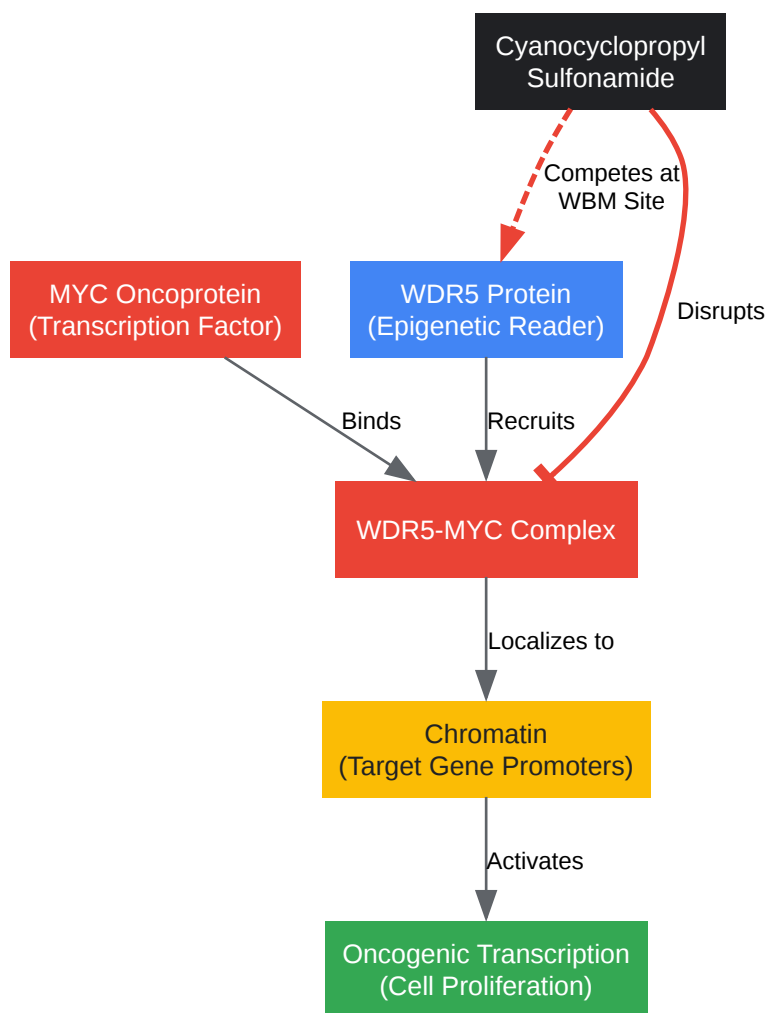 Cyanocyclopropyl
Sulfonamide
Competes at
WBM Site
MYC Oncoprotein
(Transcription Factor)
WDR5 Protein
(Epigenetic Reader)
Disrupts
Binds
Recruits
WDR5-MYC Complex
Localizes to
Chromatin
(Target Gene Promoters)
Activates
Oncogenic Transcription
(Cell Proliferation)